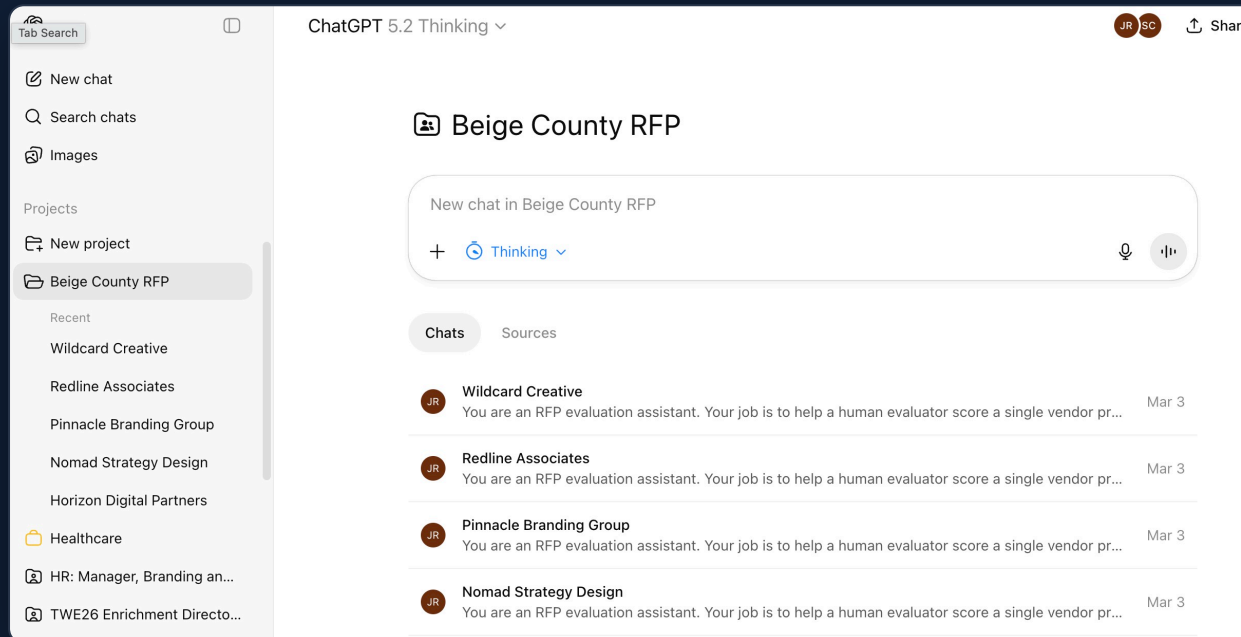 Tab Search
New chat
Search chats
Images
Projects
New project
Beige County RFP
Recent
Wildcard Creative
Redline Associates
Pinnacle Branding Group
Nomad Strategy Design
Horizon Digital Partners
Healthcare
HR: Manager, Branding an...
TWE26 Enrichment Directo...
ChatGPT 5.2 Thinking
JR SC Shar
Beige County RFP
New chat in Beige County RFP
Thinking
Chats Sources
JR Wildcard Creative
You are an RFP evaluation assistant. Your job is to help a human evaluator score a single vendor pr... Mar 3
JR Redline Associates
You are an RFP evaluation assistant. Your job is to help a human evaluator score a single vendor pr... Mar 3
JR Pinnacle Branding Group
You are an RFP evaluation assistant. Your job is to help a human evaluator score a single vendor pr... Mar 3
JR Nomad Strategy Design
You are an RFP evaluation assistant. Your job is to help a human evaluator score a single vendor pr... Mar 3